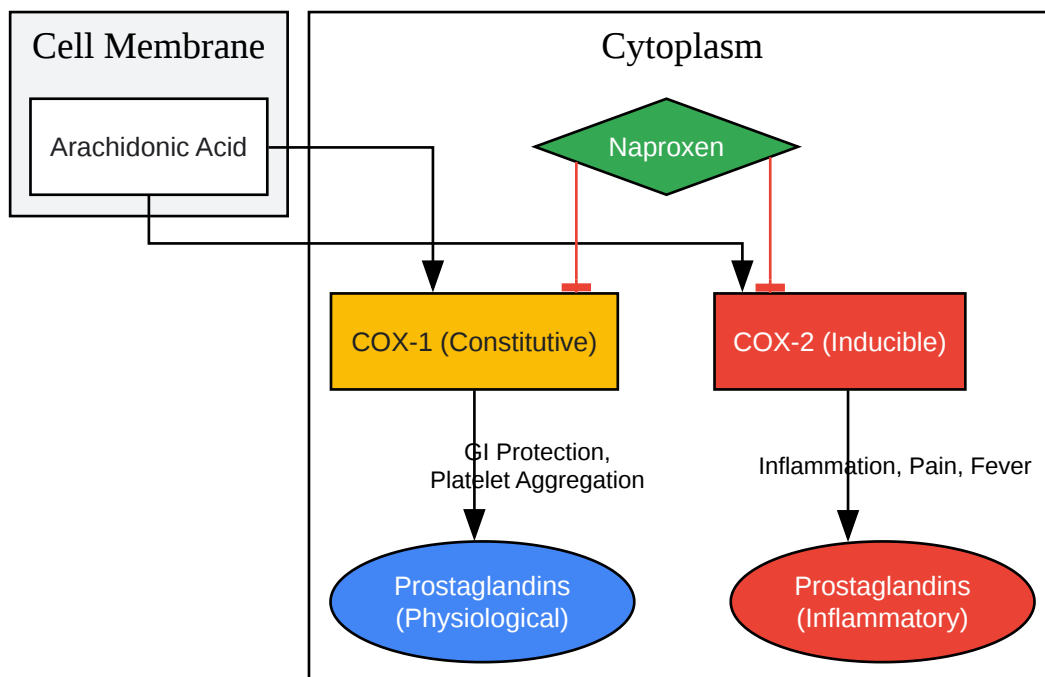 Cell Membrane
Cytoplasm
Arachidonic Acid
Naproxen
COX-1 (Constitutive)
COX-2 (Inducible)
GI Protection,
Platelet Aggregation
Inflammation, Pain, Fever
Prostaglandins
(Physiological)
Prostaglandins
(Inflammatory)